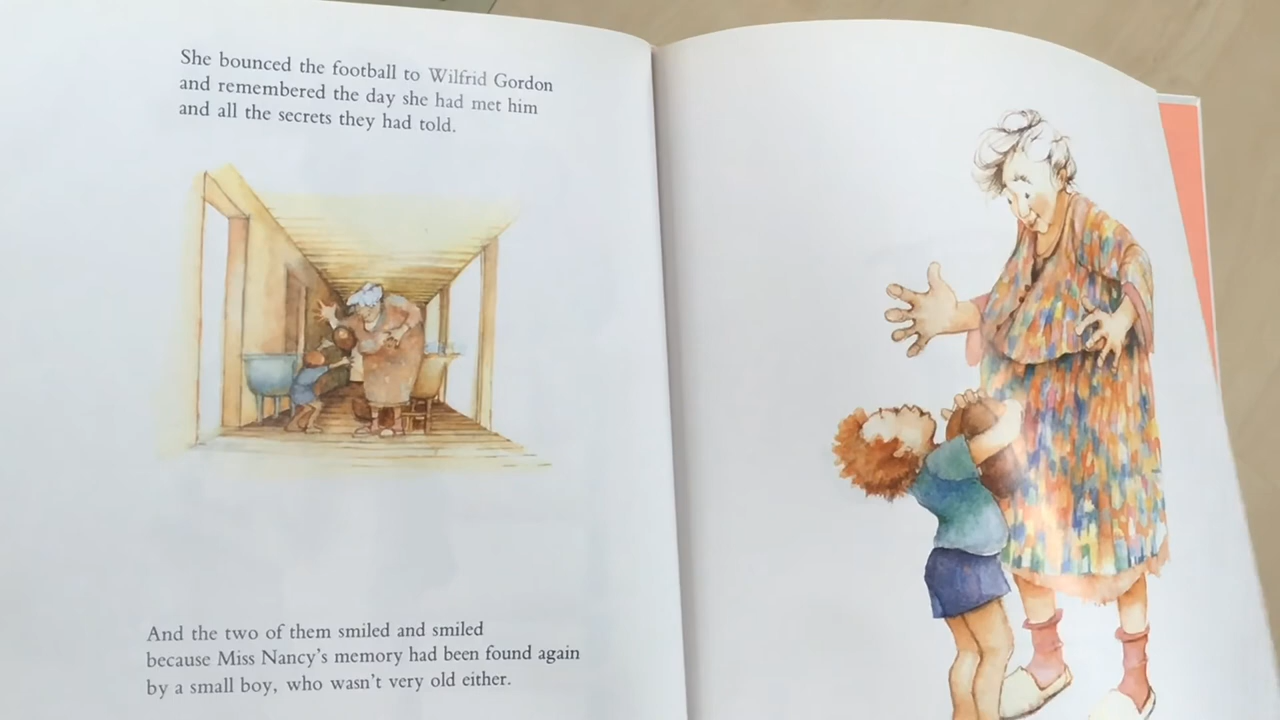 She bounced the football to Wilfrid Gordon
and remembered the day she had met him
and all the secrets they had told.
And the two of them smiled and smiled
because Miss Nancy's memory had been found again
by a small boy, who wasn't very old either.